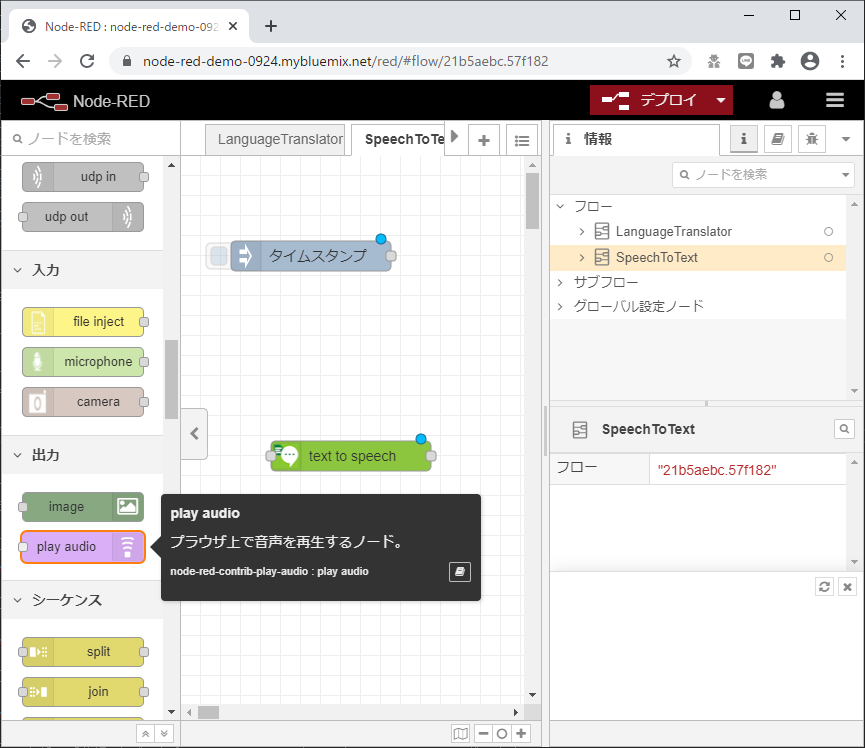 Node-RED : node-red-demo-0922.
node-red-demo-0924.mybluemix.net/red/#flow/21b5aebc.57f182
Node-RED
デプロイ
ノードを検索
LanguageTranslator
SpeechToTe
i
情報
i
udp in
udp out
入力
file inject
microphone
camera
出力
image
play audio
シーケンス
split
join
タイムスタンプ
text to speech
play audio
ブラウザ上で音声を再生するノード。
node-red-contrib-play-audio : play audio
ノードを検索
フロー
LanguageTranslator
SpeechToText
サブフロー
グローバル設定ノード
SpeechToText
フロー
"21b5aebc.57f182"